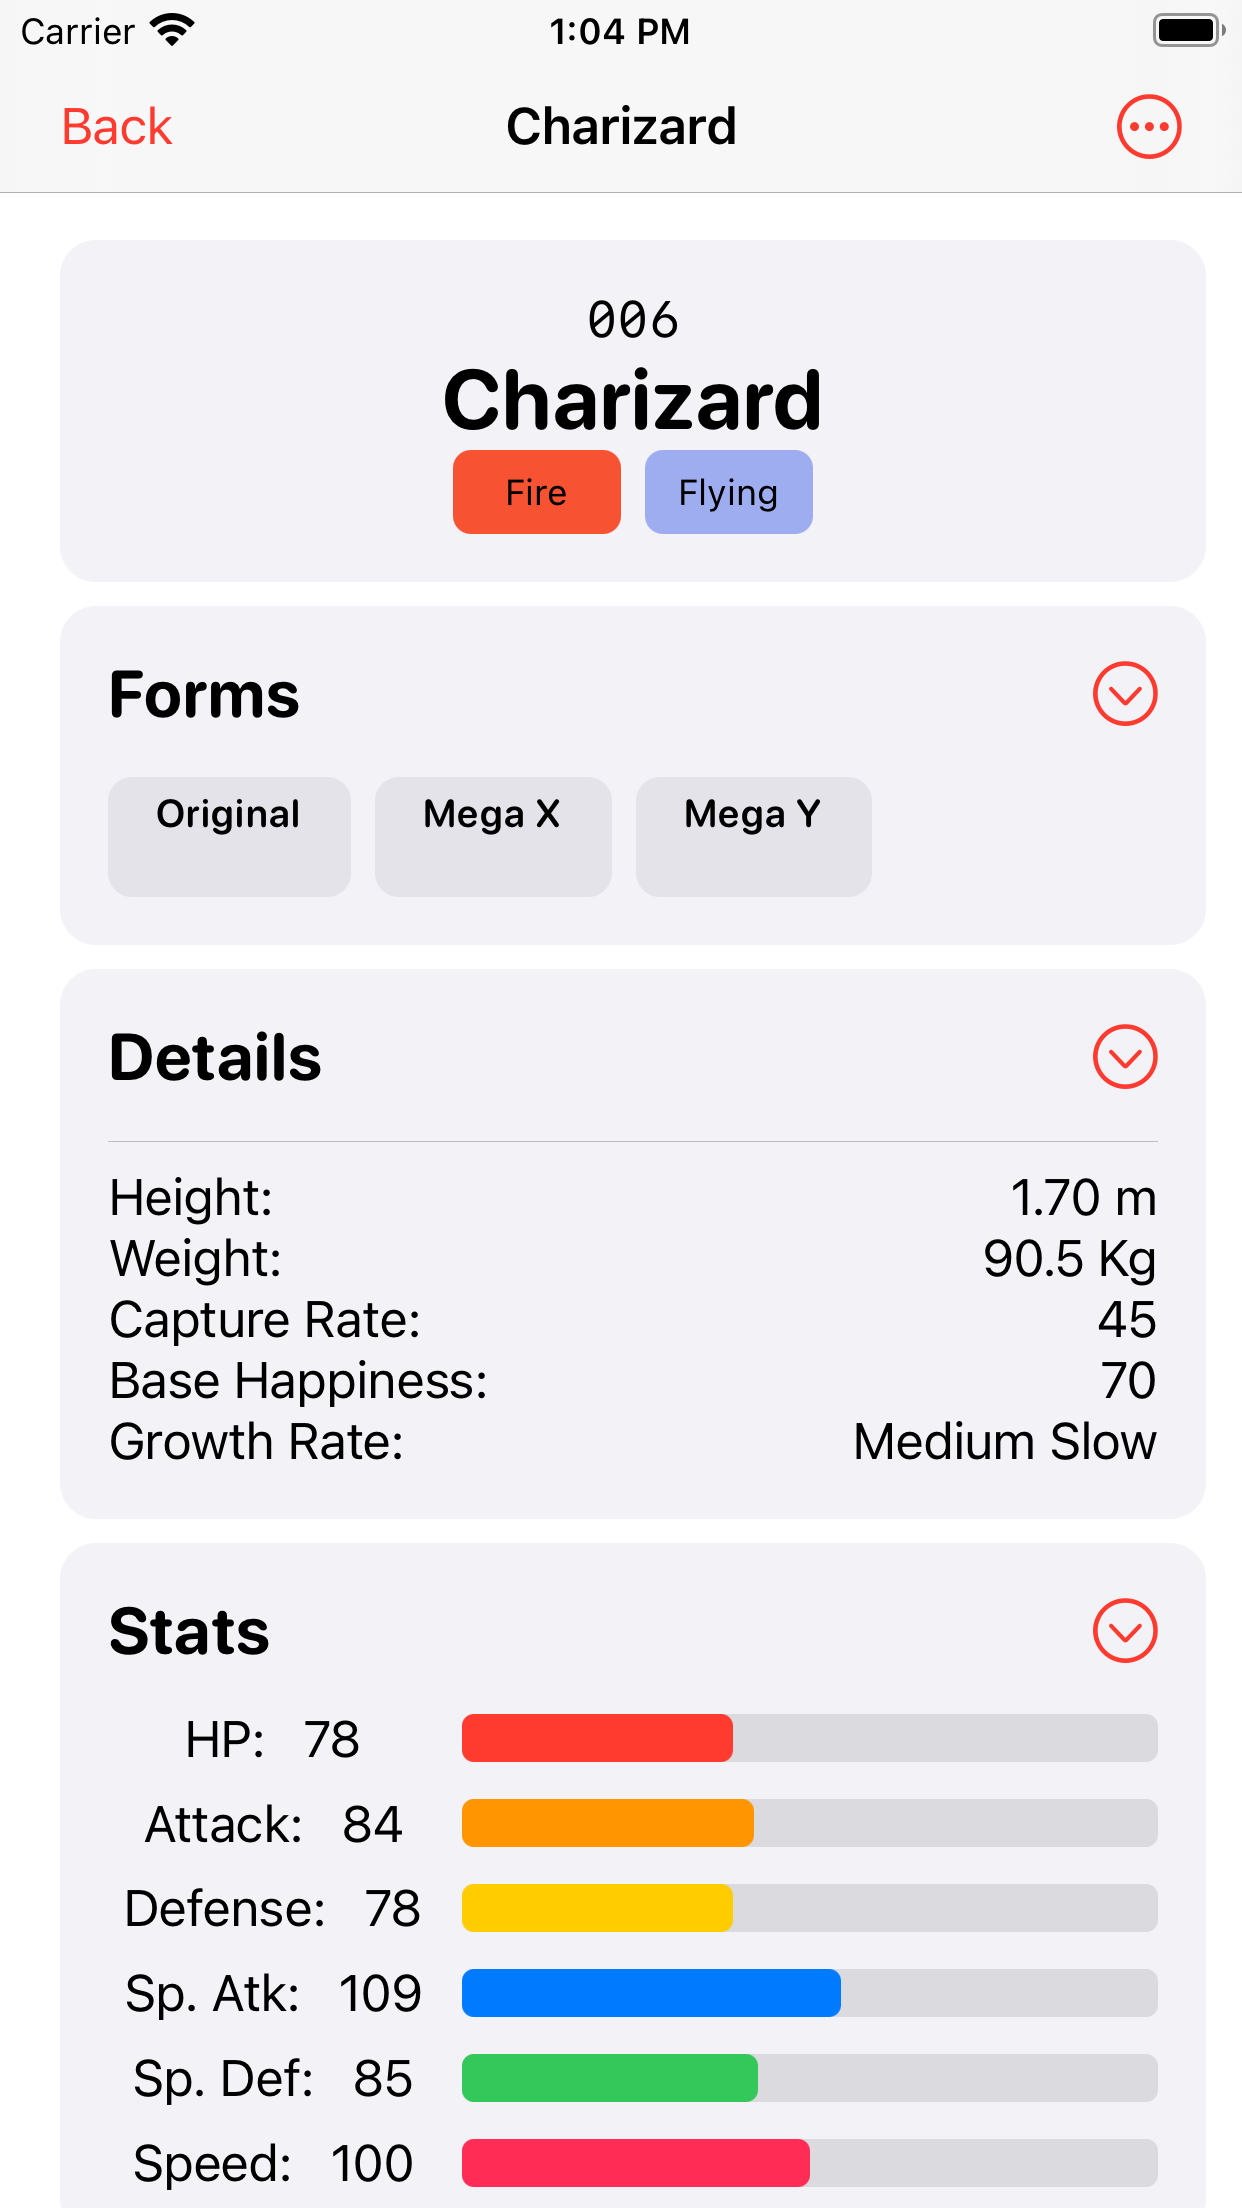 Carrier 1:04 PM
Back Charizard
006
Charizard
Fire Flying
Forms
Original Mega X Mega Y
Details
Height: 1.70 m
Weight: 90.5 Kg
Capture Rate: 45
Base Happiness: 70
Growth Rate: Medium Slow
Stats
HP: 78
Attack: 84
Defense: 78
Sp. Atk: 109
Sp. Def: 85
Speed: 100